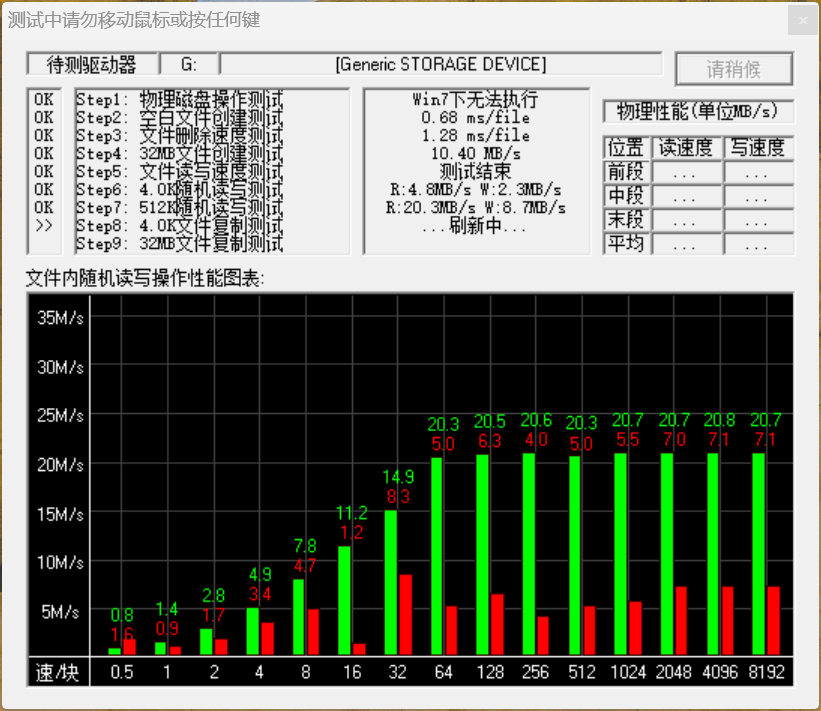 测试中请勿移动鼠标或按任何键
待测驱动器 G: [Generic STORAGE DEVICE] 请稍候
OK Step1: 物理磁盘操作测试 Win7下无法执行
OK Step2: 空白文件创建测试 0.68 ms/file
OK Step3: 文件删除速度测试 1.28 ms/file
OK Step4: 32MB文件创建测试 10.40 MB/s
OK Step5: 文件读写速度测试 测试结束
OK Step6: 4.0K随机读写测试 R:4.8MB/s W:2.3MB/s
OK Step7: 512K随机读写测试 R:20.3MB/s W:8.7MB/s
>> Step8: 4.0K文件复制测试 ...刷新中...
Step9: 32MB文件复制测试
物理性能(单位MB/s)
位置 读速度 写速度
前段 ... ...
中段 ... ...
末段 ... ...
平均 ... ...
文件内随机读写操作性能图表:
35M/s
30M/s
25M/s
20M/s
15M/s
10M/s
5M/s
0.8 1.4 2.8 4.9 7.8 11.2 14.9 20.3 20.5 20.6 20.3 20.7 20.7 20.8 20.7
1.6 0.9 1.7 3.4 4.7 1.2 8.3 5.0 6.3 4.0 5.0 5.5 7.0 7.1 7.1
速/块 0.5 1 2 4 8 16 32 64 128 256 512 1024 2048 4096 8192